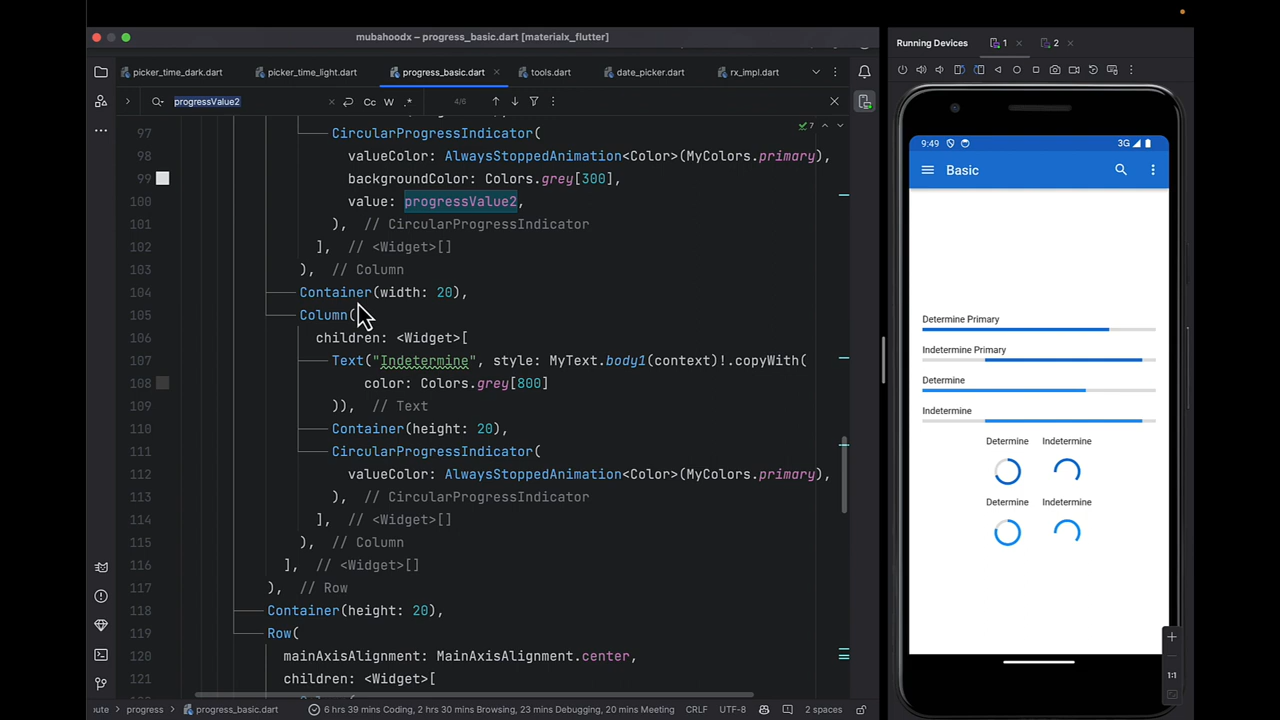 mubahoodx – progress_basic.dart [materialx_flutter]
picker_time_dark.dart
picker_time_light.dart
progress_basic.dart
tools.dart
date_picker.dart
rx_impl.dart
progressValue2
Cc W .*
4/6
7
97 CircularProgressIndicator(
98 valueColor: AlwaysStoppedAnimation<Color>(MyColors.primary),
99 backgroundColor: Colors.grey[300],
100 value: progressValue2,
101 ), // CircularProgressIndicator
102 ], // <Widget>[]
103 ), // Column
104 Container(width: 20),
105 Column(
106 children: <Widget>[
107 Text("Indetermine", style: MyText.body1(context)!.copyWith(
108 color: Colors.grey[800]
109 )), // Text
110 Container(height: 20),
111 CircularProgressIndicator(
112 valueColor: AlwaysStoppedAnimation<Color>(MyColors.primary),
113 ), // CircularProgressIndicator
114 ], // <Widget>[]
115 ), // Column
116 ], // <Widget>[]
117 ), // Row
118 Container(height: 20),
119 Row(
120 mainAxisAlignment: MainAxisAlignment.center,
121 children: <Widget>[
oute > progress > progress_basic.dart
6 hrs 39 mins Coding, 2 hrs 30 mins Browsing, 23 mins Debugging, 20 mins Meeting
CRLF
UTF-8
2 spaces
Running Devices
1
2
9:49
3G
Basic
Determine Primary
Indetermine Primary
Determine
Indetermine
Determine Indetermine
Determine Indetermine
1:1